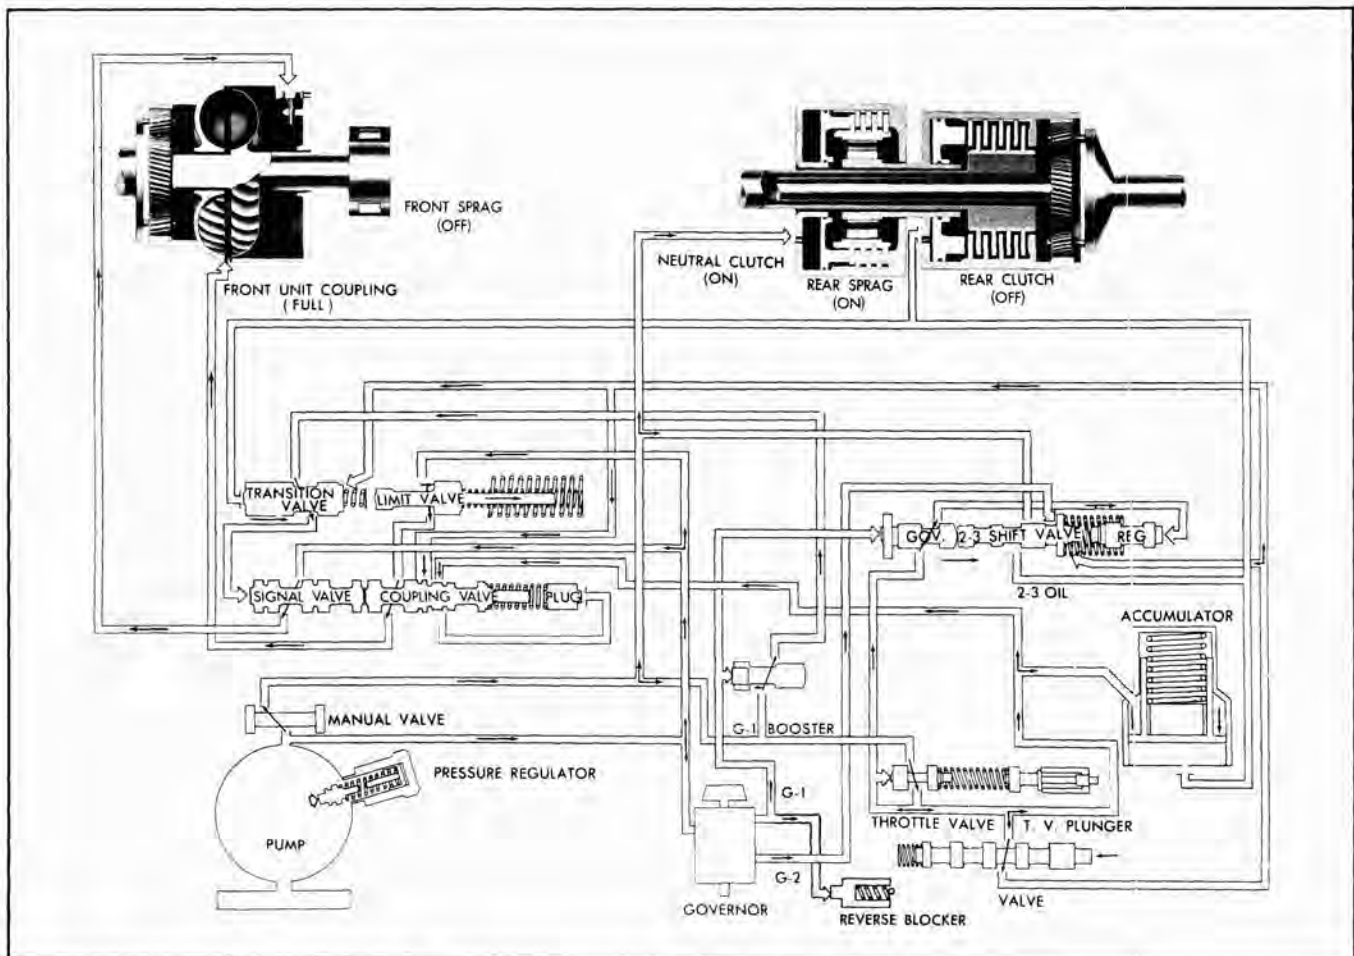 FRONT SPRAG
(OFF)
FRONT UNIT COUPLING
(FULL)
NEUTRAL CLUTCH
(ON)
REAR SPRAG
(ON)
REAR CLUTCH
(OFF)
TRANSITION
VALVE
LIMIT VALVE
GOV. 2-3 SHIFT VALVE
REG
SIGNAL VALVE
COUPLING VALVE
PLUG
2-3 OIL
ACCUMULATOR
MANUAL VALVE
G-1 BOOSTER
PRESSURE REGULATOR
G-1
THROTTLE VALVE
T. V. PLUNGER
PUMP
G-2
GOVERNOR
REVERSE BLOCKER
VALVE